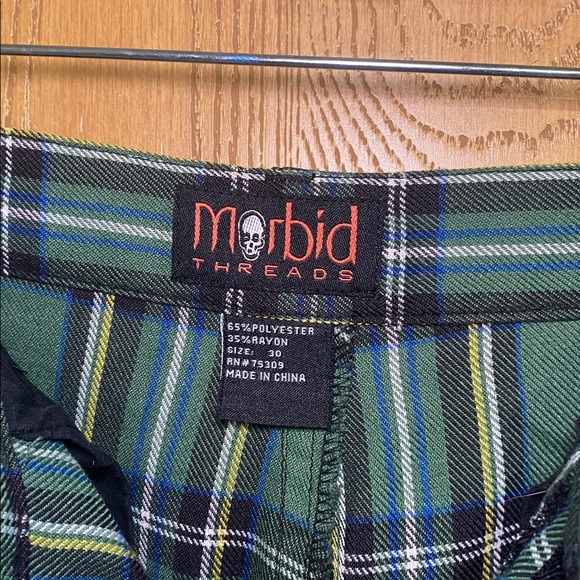 Morbid
THREADS
65%POLYESTER
35%RAYON
SIZE: 30
RN#75309
MADE IN CHINA